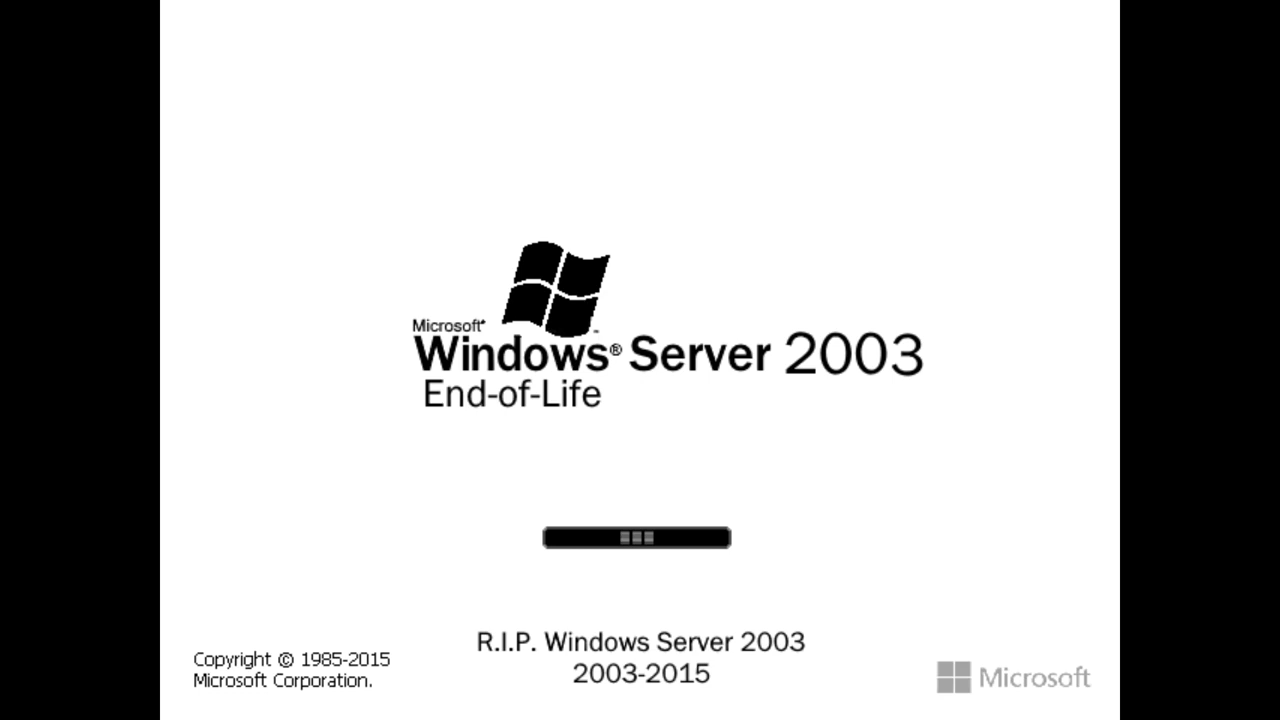 Microsoft
Windows® Server 2003
End-of-Life
R.I.P. Windows Server 2003
2003-2015
Copyright © 1985-2015
Microsoft Corporation.
Microsoft